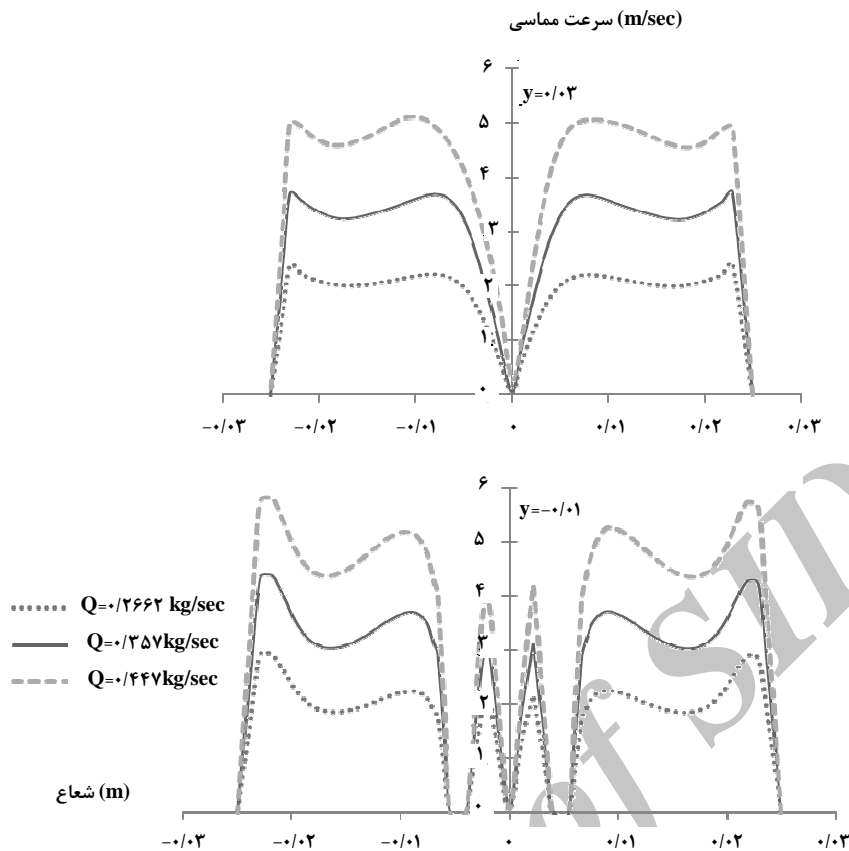 سرعت مماسی (m/sec)
۶
y=۰/۰۳
۵
۴
۳
۲
۱
۰
−۰/۰۳ −۰/۰۲ −۰/۰۱ ۰ ۰/۰۱ ۰/۰۲ ۰/۰۳
۶
y=−۰/۰۱
۵
۴
۳
۲
۱
۰
Q=۰/۲۶۶۲ kg/sec
Q=۰/۳۵۷kg/sec
Q=۰/۴۴۷kg/sec
شعاع (m)
−۰/۰۳ −۰/۰۲ −۰/۰۱ ۰ ۰/۰۱ ۰/۰۲ ۰/۰۳
of SID